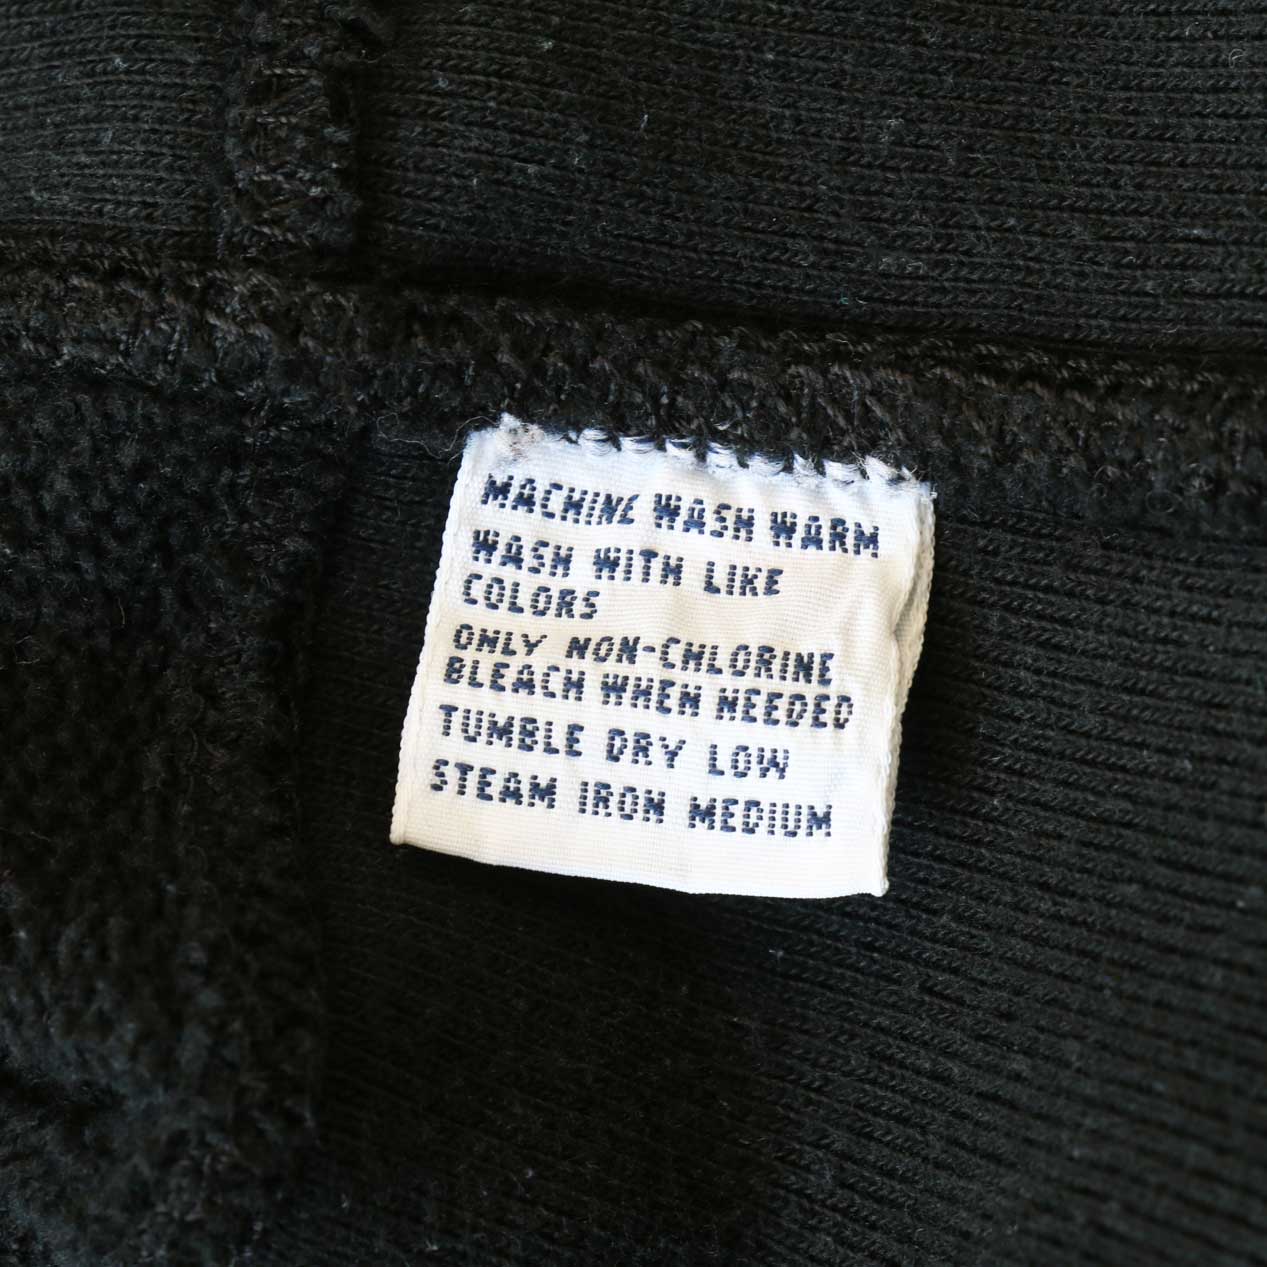 MACHINE WASH WARM
WASH WITH LIKE
COLORS
ONLY NON-CHLORINE
BLEACH WHEN NEEDED
TUMBLE DRY LOW
STEAM IRON MEDIUM